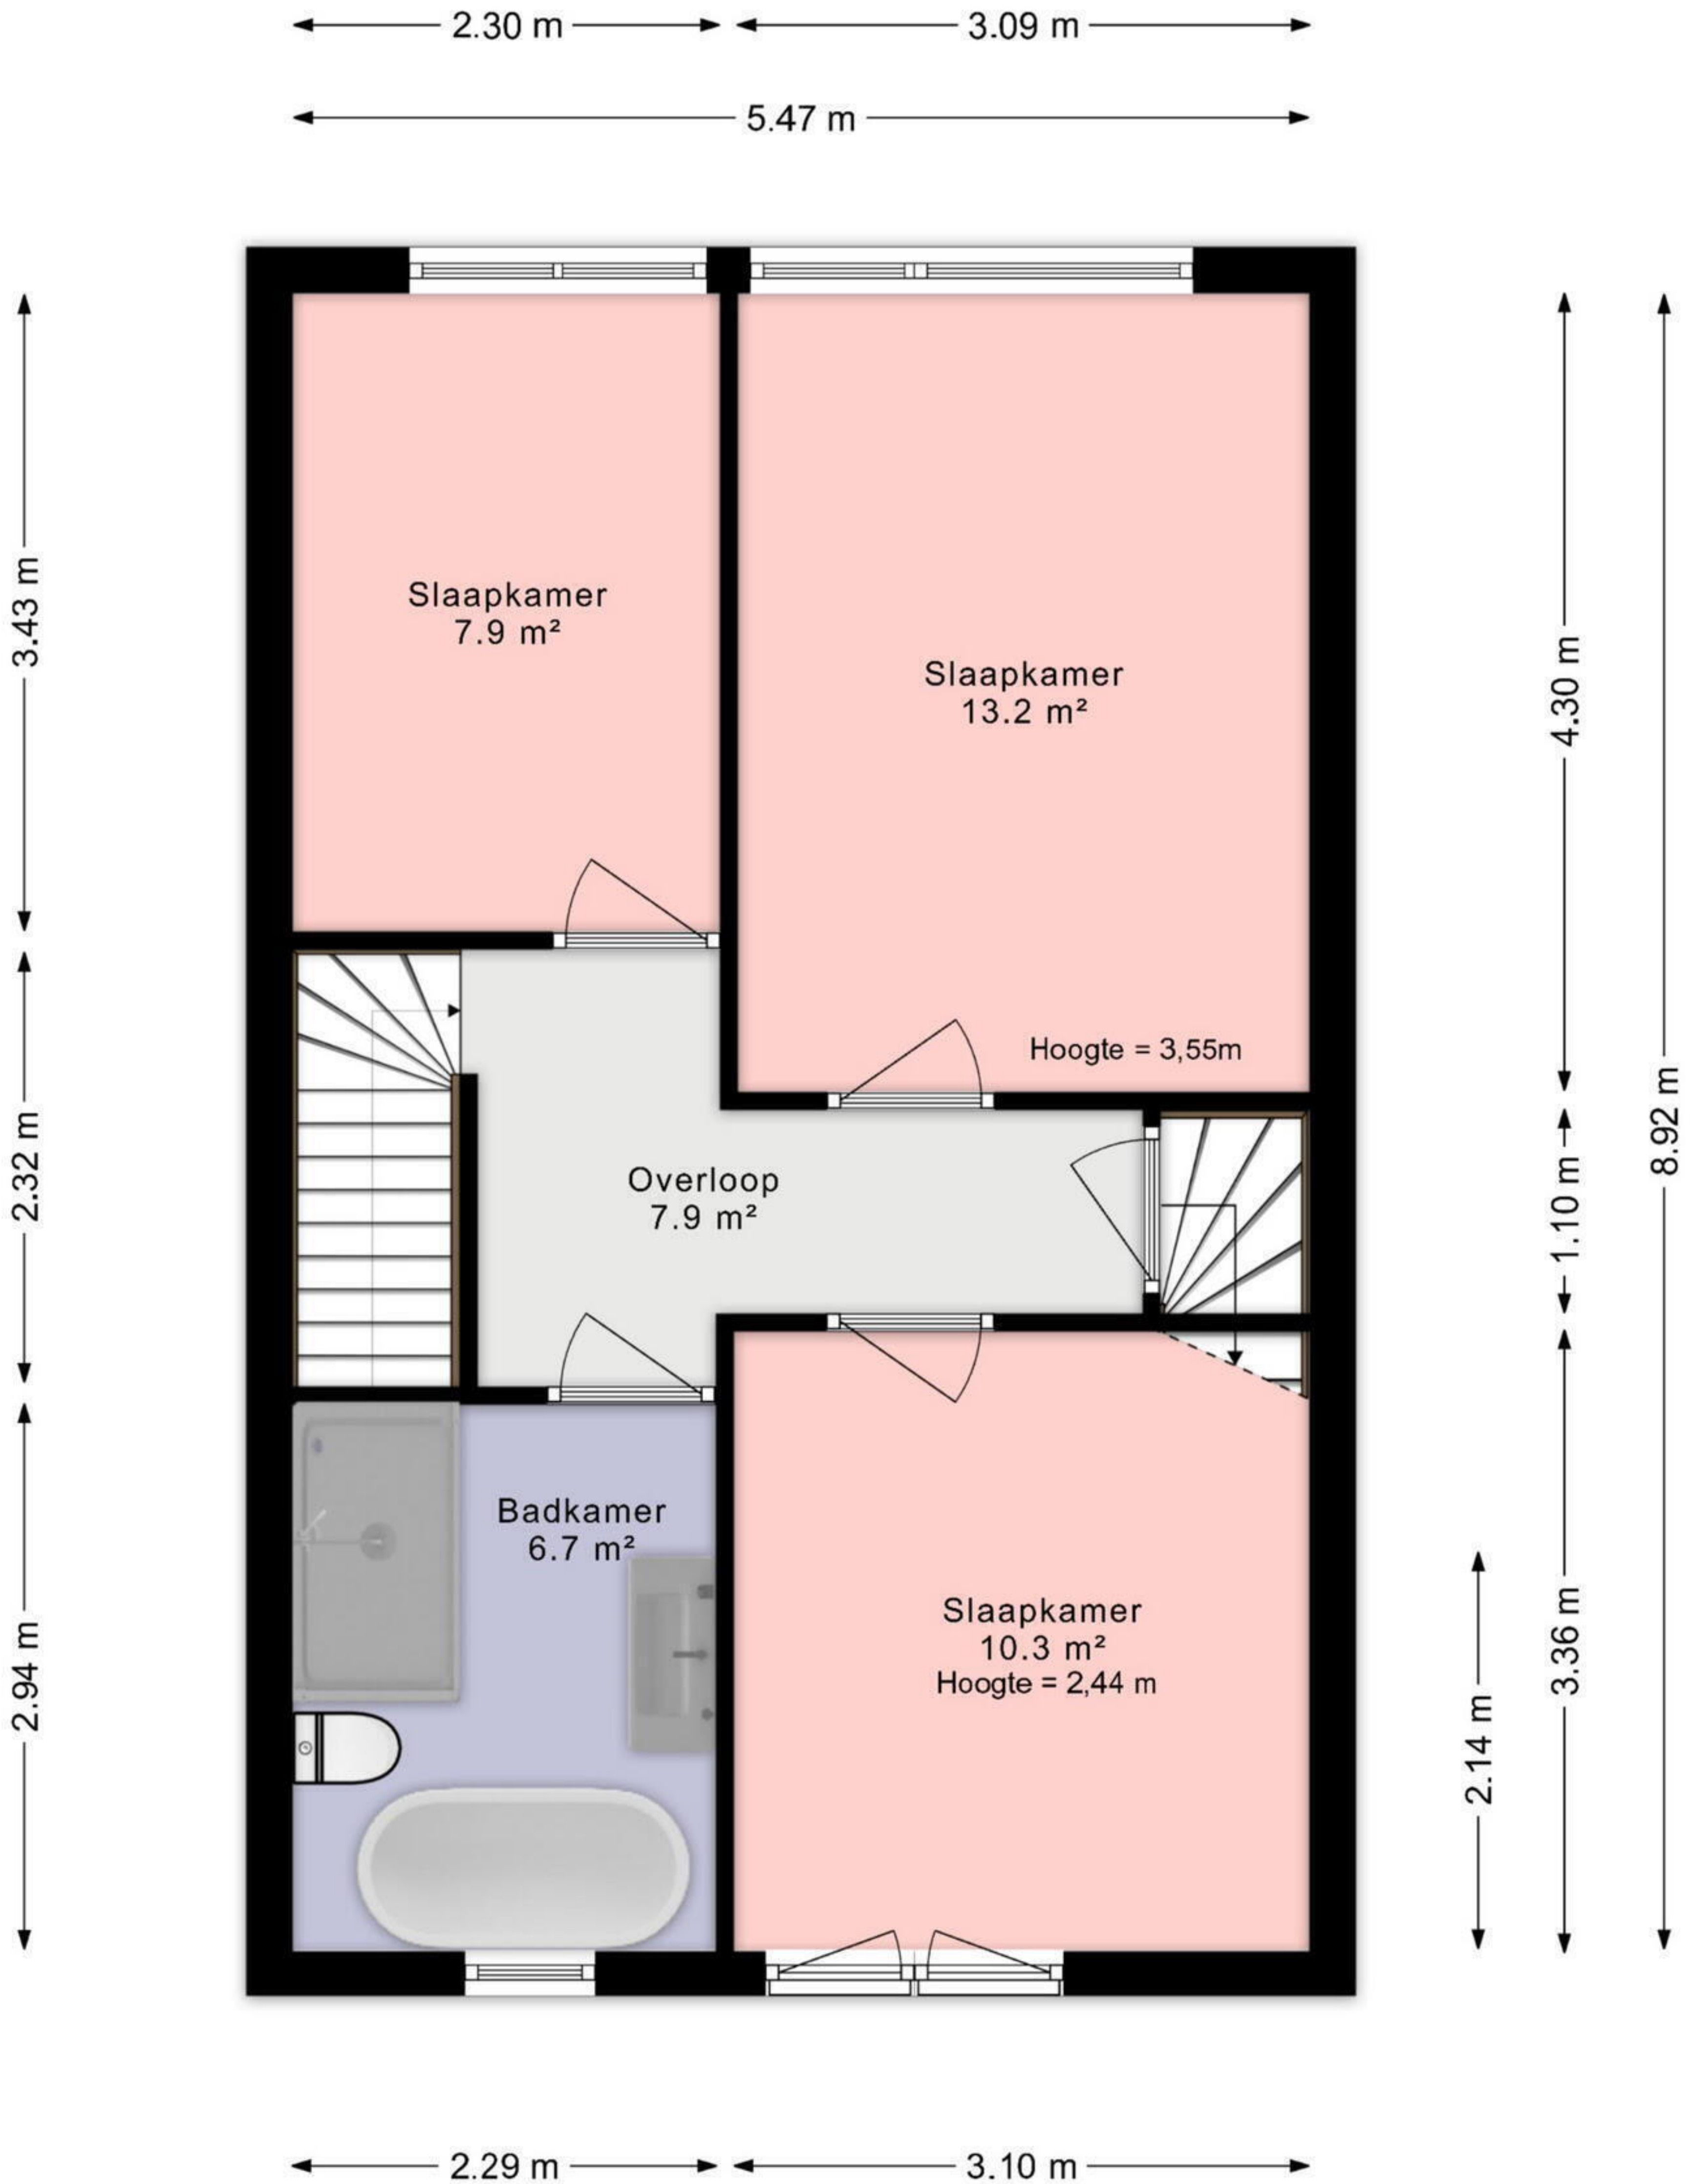 2.30 m
3.09 m
5.47 m
3.43 m
Slaapkamer
7.9 m²
Slaapkamer
13.2 m²
4.30 m
Hoogte = 3,55m
8.92 m
2.32 m
Overloop
7.9 m²
1.10 m
Badkamer
6.7 m²
2.94 m
Slaapkamer
10.3 m²
Hoogte = 2,44 m
2.14 m
3.36 m
2.29 m
3.10 m